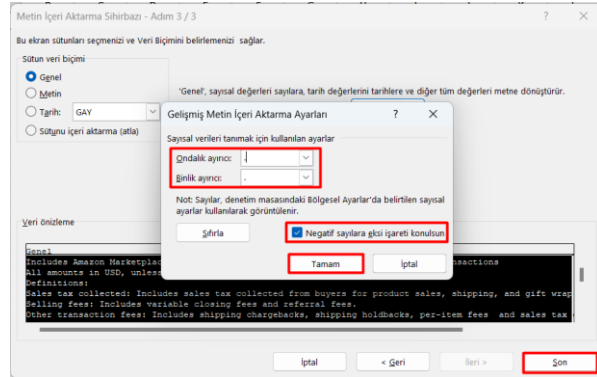 Metin İçeri Aktarma Sihirbazı - Adım 3 / 3
Bu ekran sütunları seçmenizi ve Veri Biçimini belirlemenizi sağlar.
Sütun veri biçimi
Genel
Metin
Tarih: GAY
Sütunu içeri aktarma (atla)
'Genel', sayısal değerleri sayılara, tarih değerlerini tarihlere ve diğer tüm değerleri metne dönüştürür.
Gelişmiş Metin İçeri Aktarma Ayarları
Sayısal verileri tanımak için kullanılan ayarlar
Ondalık ayırıcı:
Binlik ayırıcı: .
Not: Sayılar, denetim masasındaki Bölgesel Ayarlar'da belirtilen sayısal
ayarlar kullanılarak görüntülenir.
Sıfırla
Negatif sayılara eksi işareti konulsun
Tamam
İptal
Veri önizleme
Genel
Includes Amazon Marketplac
sactions
All amounts in USD, unless
Definitions:
Sales tax collected: Includes sales tax collected from buyers for product sales, shipping, and gift wrap
Selling fees: Includes variable closing fees and referral fees.
Other transaction fees: Includes shipping chargebacks, shipping holdbacks, per-item fees and sales tax
İptal
< Geri
İleri >
Son